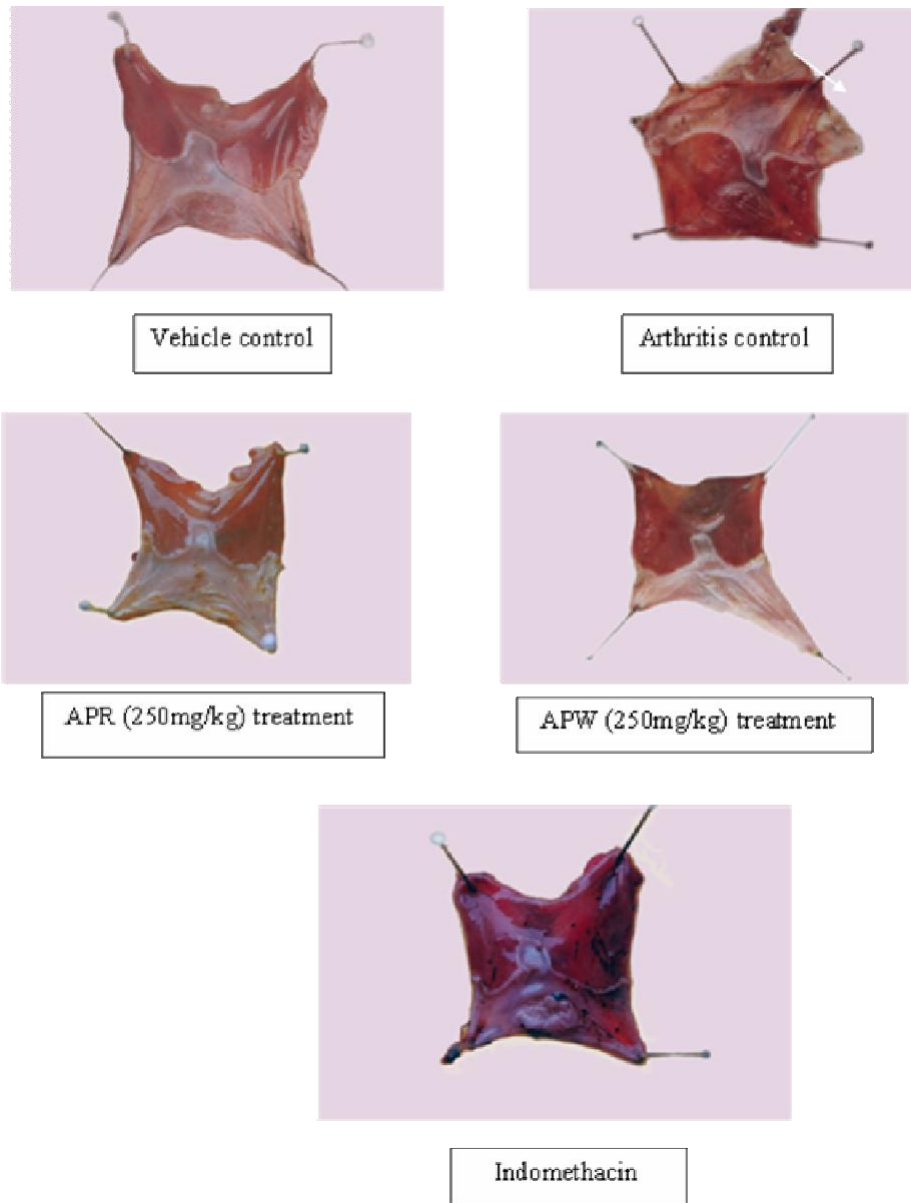 Vehicle control
Arthritis control
APR (250mg/kg) treatment
APW (250mg/kg) treatment
Indomethacin